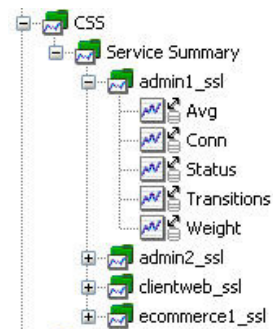 CSS
Service Summary
admin1_ssl
Avg
Conn
Status
Transitions
Weight
admin2_ssl
clientweb_ssl
ecommerce1_ssl